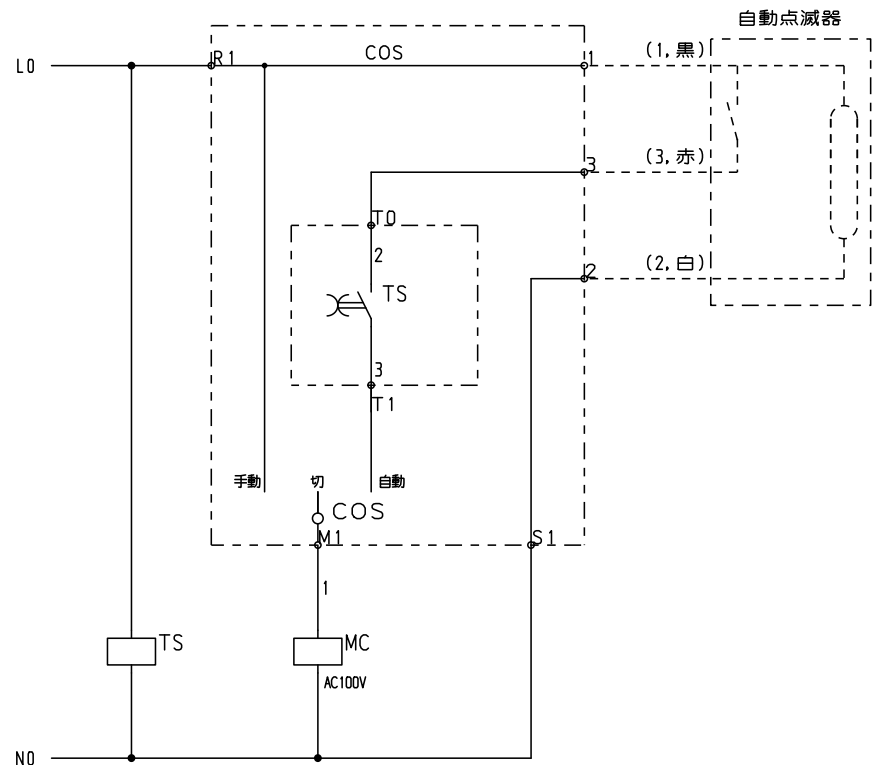 自動点滅器
R1
COS
1
(1,黒)
L0
3
(3,赤)
T0
2
2
(2,白)
TS
3
T1
手動
切
自動
COS
M1
S1
1
TS
MC
AC100V
N0